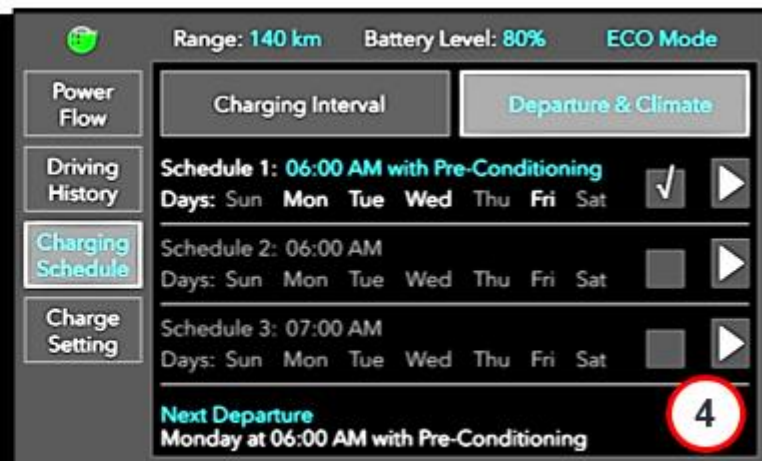 Range: 140 km Battery Level: 80% ECO Mode
Power
Flow
Driving
History
Charging
Schedule
Charge
Setting
Charging Interval Departure & Climate
Schedule 1: 06:00 AM with Pre-Conditioning
Days: Sun Mon Tue Wed Thu Fri Sat
Schedule 2: 06:00 AM
Days: Sun Mon Tue Wed Thu Fri Sat
Schedule 3: 07:00 AM
Days: Sun Mon Tue Wed Thu Fri Sat
Next Departure
Monday at 06:00 AM with Pre-Conditioning
4